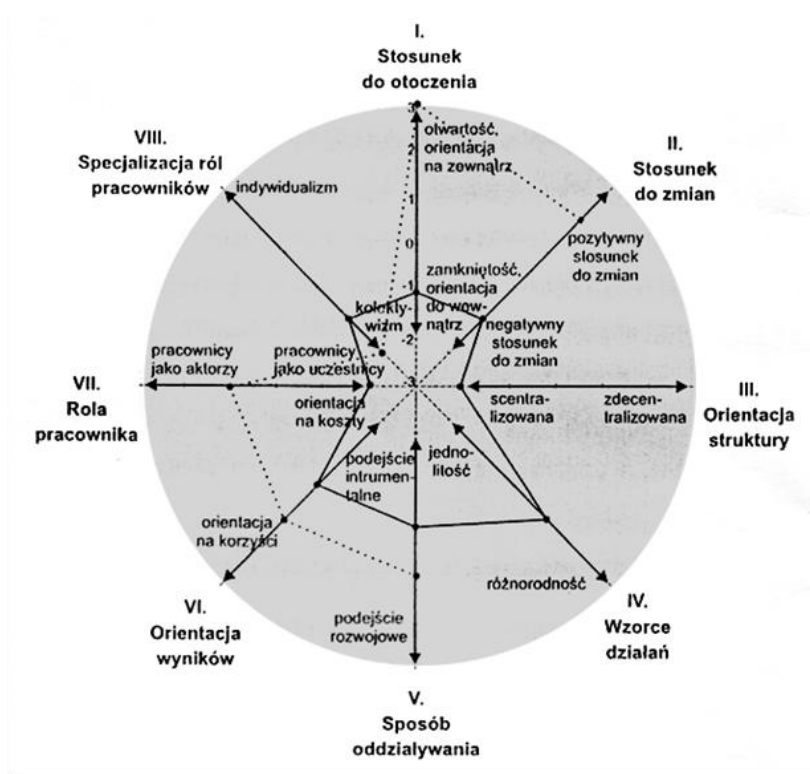 I.
Stosunek
do otoczenia
II.
Stosunek
do zmian
III.
Orientacja
struktury
IV.
Wzorce
działań
V.
Sposób
oddziaływania
VI.
Orientacja
wyników
VII.
Rola
pracownika
VIII.
Specjalizacja ról
pracowników
3
2
1
0
-1
-2
-3
otwartość,
orientacja
na zewnątrz
zamkniętość,
orientacja
do wew-
nątrz
pozytywny
stosunek
do zmian
negatywny
stosunek
do zmian
scentra-
lizowana
zdecen-
tralizowana
jedno-
litość
różnorodność
podejście
intrumen-
talne
podejście
rozwojowe
orientacja
na koszty
orientacja
na korzyści
pracownicy
jako aktorzy
pracownicy
jako uczestnicy
indywidualizm
kolekty-
wizm